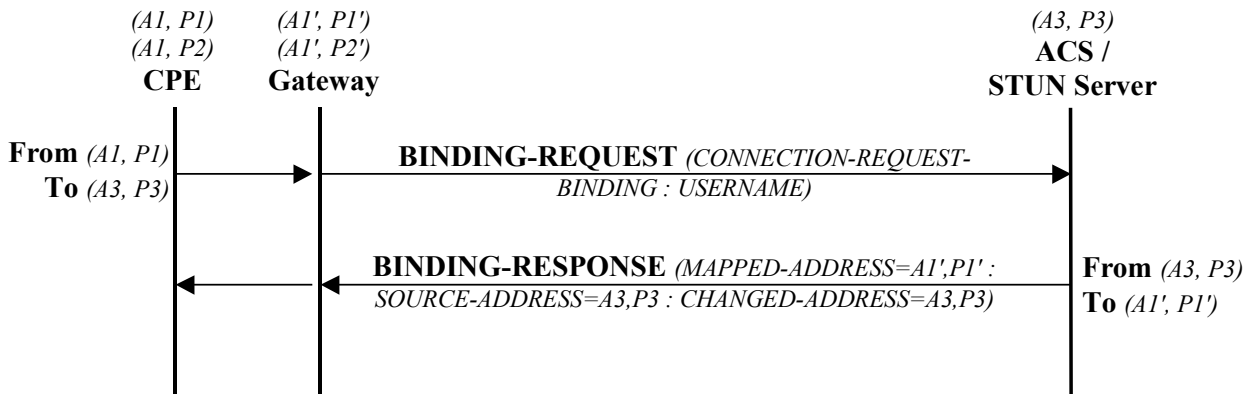 (A1, P1)
(A1, P2)
CPE
(A1', P1')
(A1', P2')
Gateway
(A3, P3)
ACS /
STUN Server
From (A1, P1)
To (A3, P3)
BINDING-REQUEST (CONNECTION-REQUEST-
BINDING : USERNAME)
BINDING-RESPONSE (MAPPED-ADDRESS=A1',P1' :
SOURCE-ADDRESS=A3,P3 : CHANGED-ADDRESS=A3,P3)
From (A3, P3)
To (A1', P1')